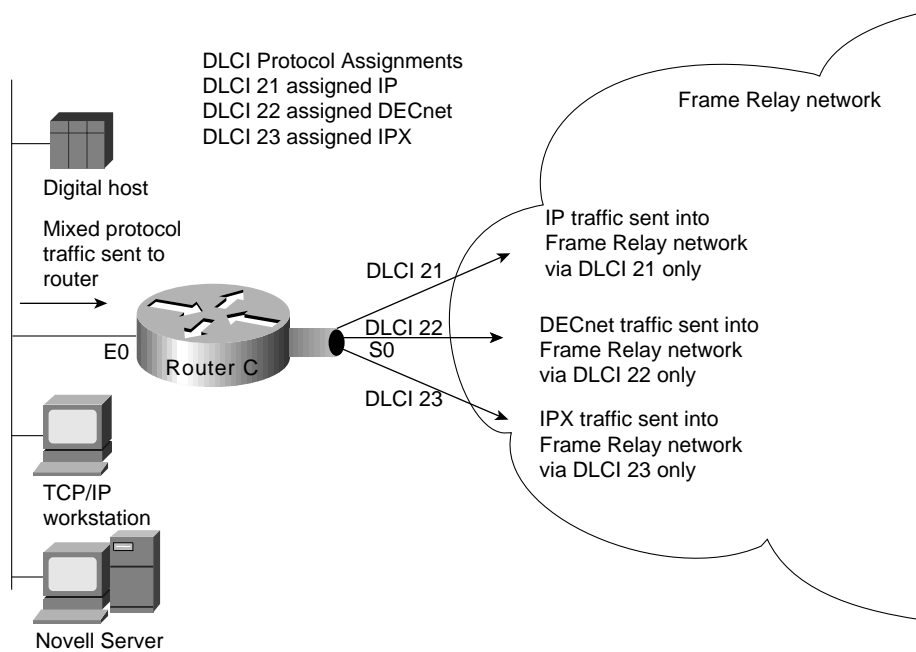 DLCI Protocol Assignments
DLCI 21 assigned IP
DLCI 22 assigned DECnet
DLCI 23 assigned IPX
Frame Relay network
Digital host
Mixed protocol
traffic sent to
router
E0
Router C
S0
DLCI 21
DLCI 22
DLCI 23
IP traffic sent into
Frame Relay network
via DLCI 21 only
DECnet traffic sent into
Frame Relay network
via DLCI 22 only
IPX traffic sent into
Frame Relay network
via DLCI 23 only
TCP/IP
workstation
Novell Server